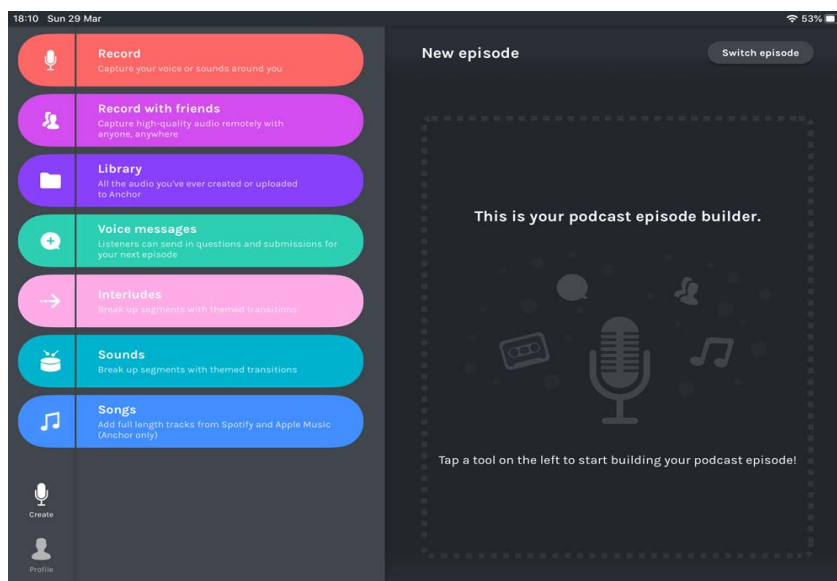 18:10 Sun 29 Mar
53%
Record
Capture your voice or sounds around you
Record with friends
Capture high-quality audio remotely with
anyone, anywhere
Library
All the audio you've ever created or uploaded
to Anchor
Voice messages
Listeners can send in questions and submissions for
your next episode
Interludes
Break up segments with themed transitions
Sounds
Break up segments with themed transitions
Songs
Add full length tracks from Spotify and Apple Music
(Anchor only)
Create
Profile
New episode
Switch episode
This is your podcast episode builder.
Tap a tool on the left to start building your podcast episode!